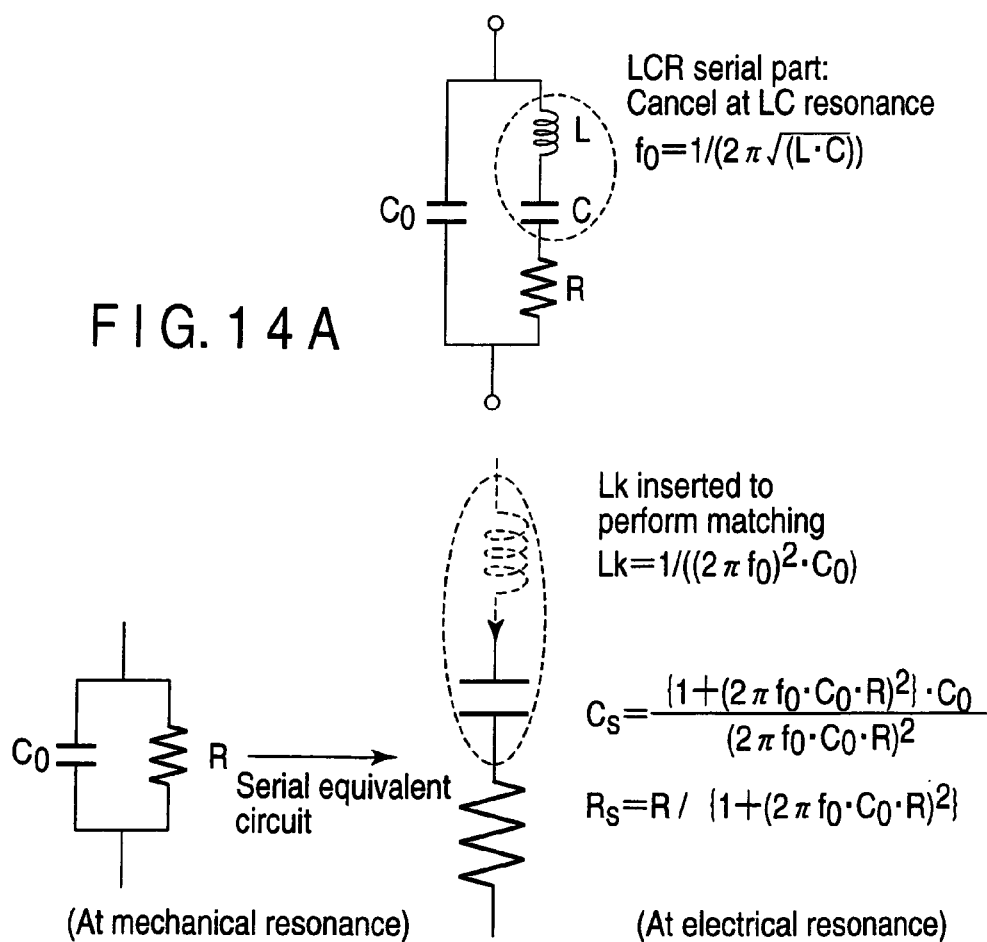 LCR serial part:
Cancel at LC resonance
f0=1/(2π√(L·C))
L
C0
C
R
FIG. 14A
Lk inserted to
perform matching
Lk=1/((2πf0)2·C0)
Cs={1+(2πf0·C0·R)2}·C0/(2πf0·C0·R)2
C0
R
Serial equivalent
circuit
Rs=R / {1+(2πf0·C0·R)2}
(At mechanical resonance)
(At electrical resonance)